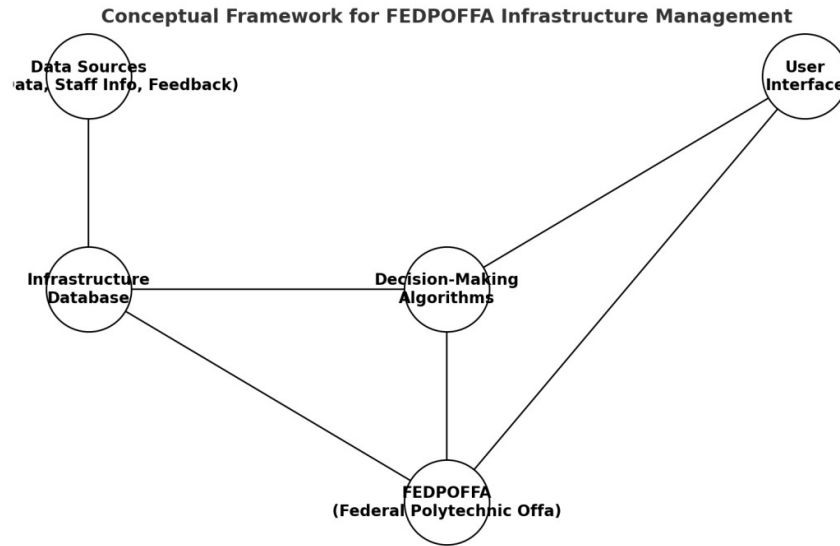 Conceptual Framework for FEDPOFFA Infrastructure Management
Data Sources
Data, Staff Info, Feedback)
User
Interface
Infrastructure
Database
Decision-Making
Algorithms
FEDPOFFA
(Federal Polytechnic Offa)